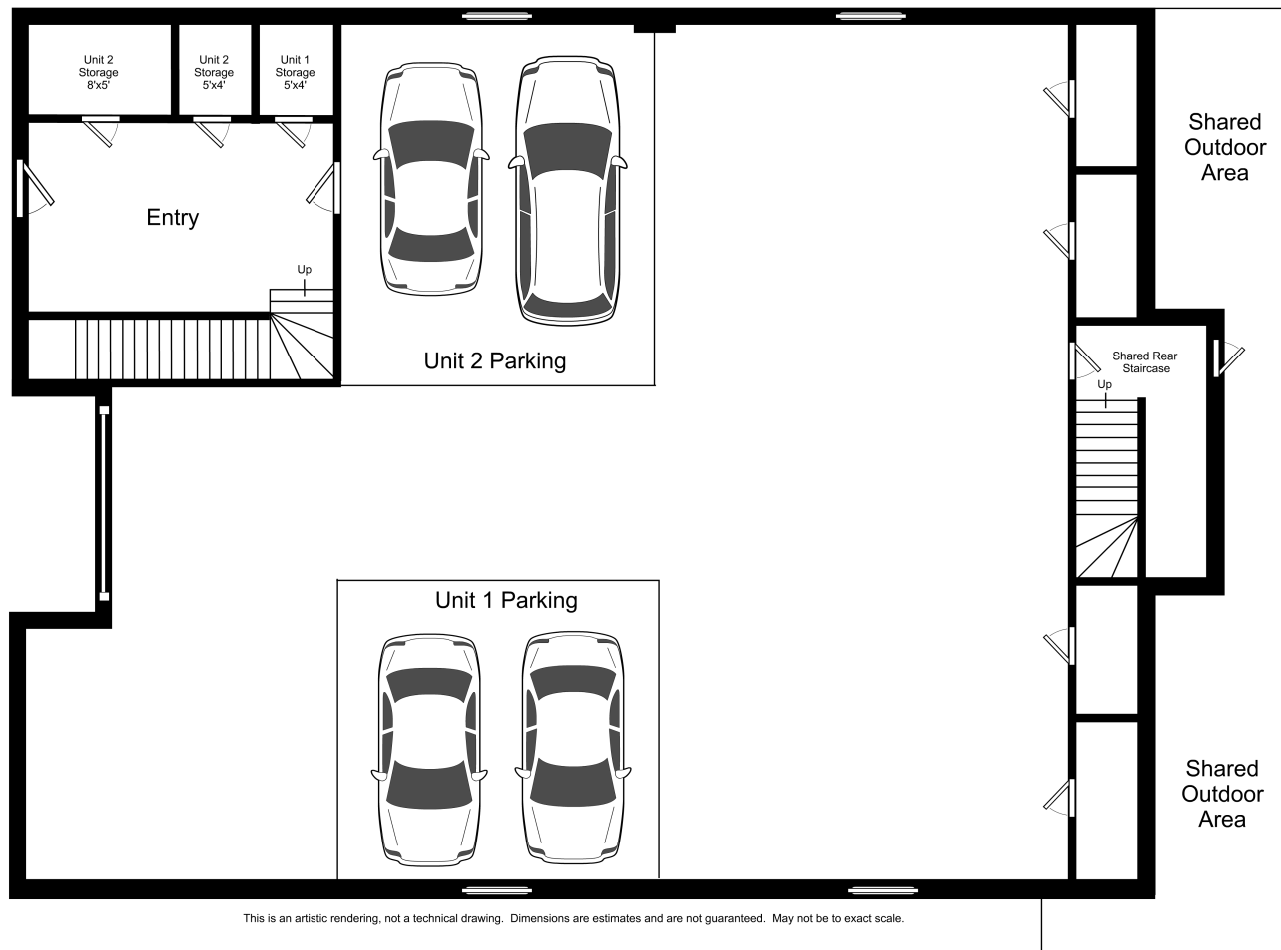 Unit 2
Storage
8'x5'
Unit 2
Storage
5'x4'
Unit 1
Storage
5'x4'
Shared
Outdoor
Area
Entry
Up
Unit 2 Parking
Shared Rear
Staircase
Up
Unit 1 Parking
Shared
Outdoor
Area
This is an artistic rendering, not a technical drawing. Dimensions are estimates and are not guaranteed. May not be to exact scale.